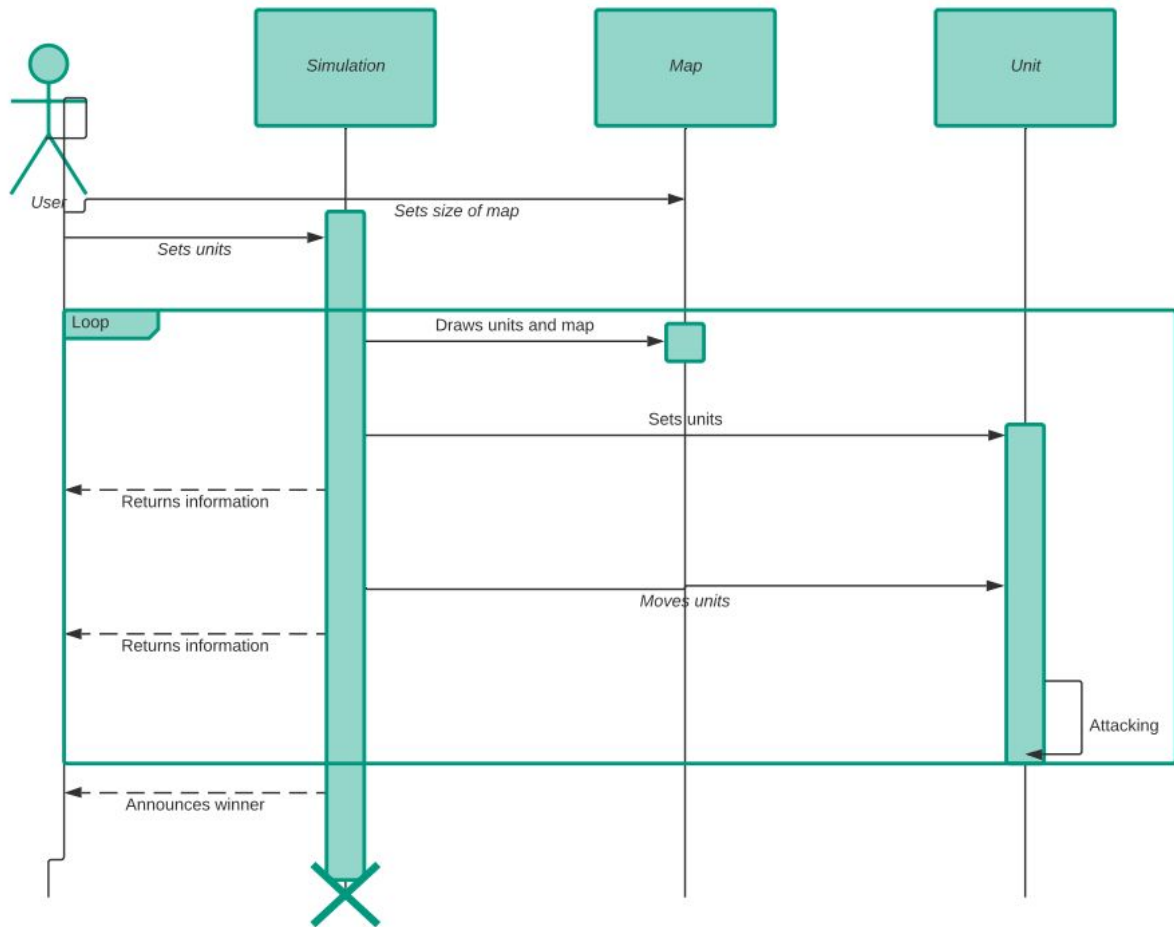 Simulation
Map
Unit
User
Sets size of map
Sets units
Loop
Draws units and map
Sets units
Returns information
Moves units
Returns information
Attacking
Announces winner